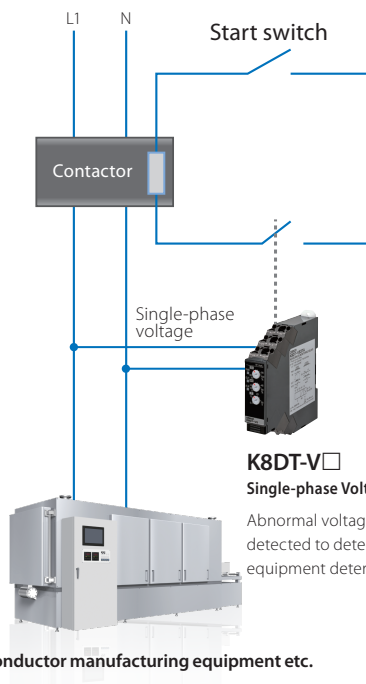 L1 N
Start switch
Contactor
Single-phase
voltage
K8DT-V□
Single-phase Volt
Abnormal voltag
detected to dete
equipment deter
onductor manufacturing equipment etc.